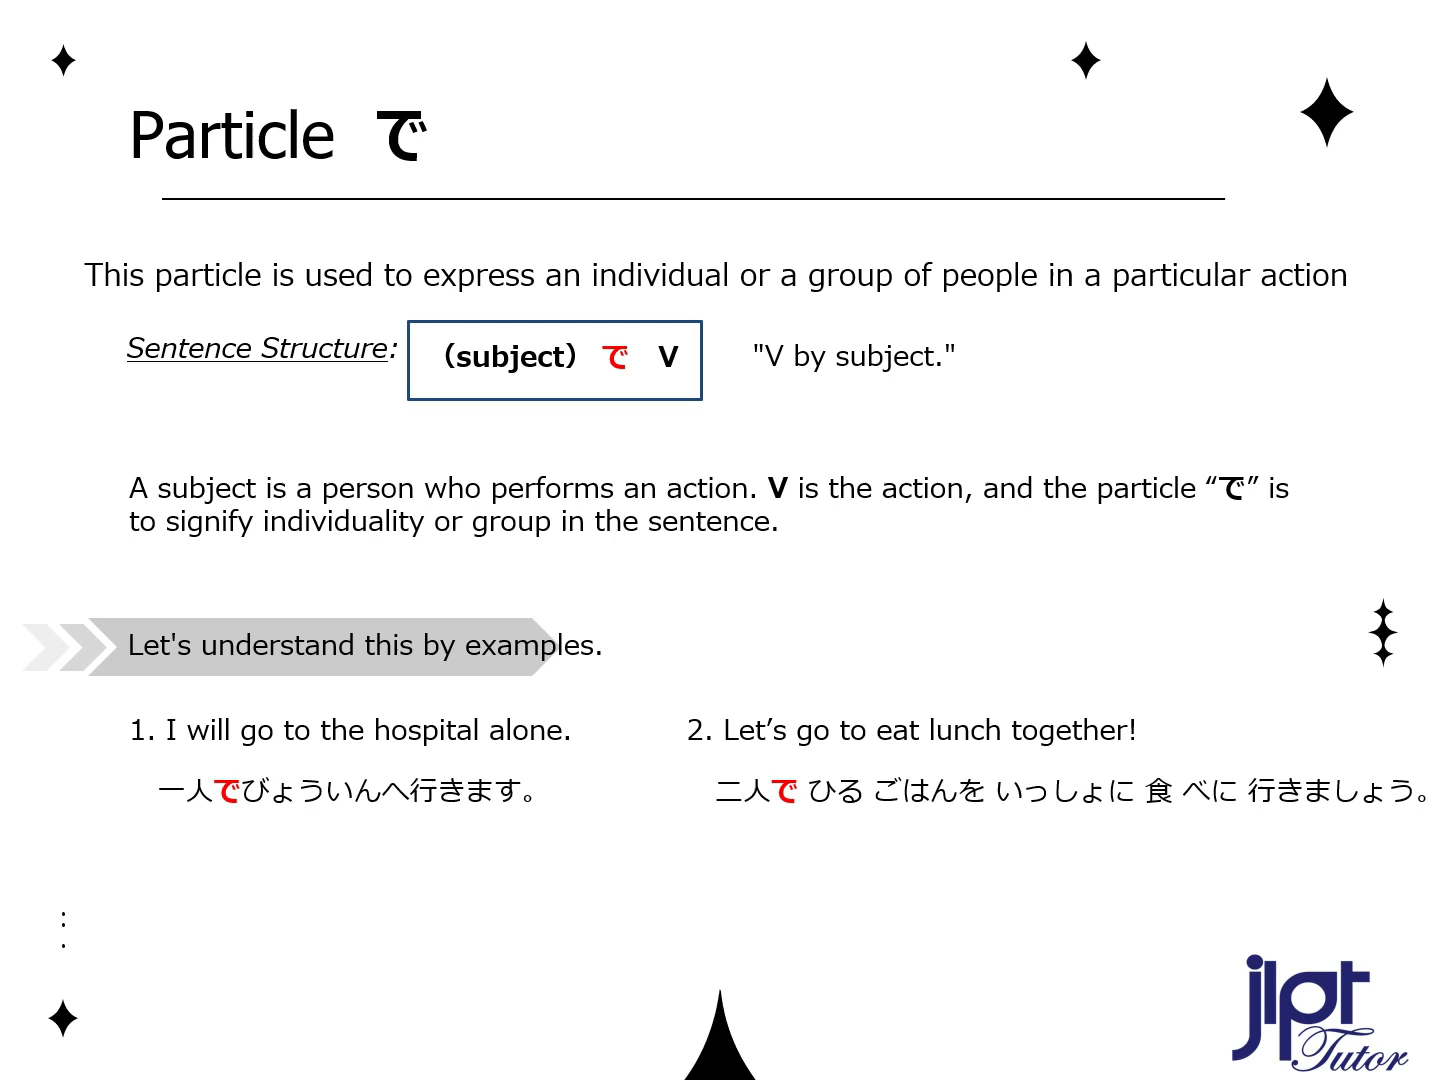 Particle で
This particle is used to express an individual or a group of people in a particular action
Sentence Structure:
（subject） で V
"V by subject."
A subject is a person who performs an action. V is the action, and the particle “で” is
to signify individuality or group in the sentence.
Let's understand this by examples.
1. I will go to the hospital alone.
一人でびょういんへ行きます。
2. Let’s go to eat lunch together!
二人で ひる ごはんを いっしょに 食 べに 行きましょう。
:
.
jlpt
Tutor